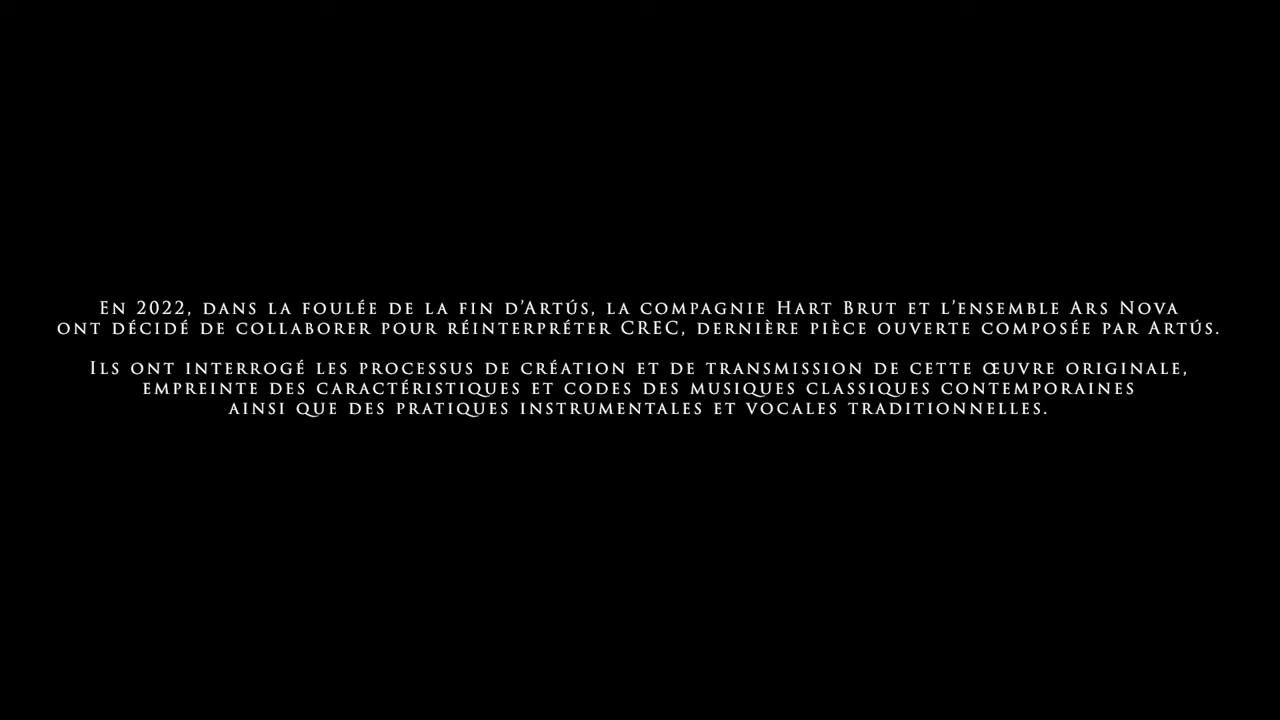 En 2022, dans la foulée de la fin d'Artús, la compagnie Hart Brut et l'ensemble Ars Nova
ont décidé de collaborer pour réinterpréter CREC, dernière pièce ouverte composée par Artús.
Ils ont interrogé les processus de création et de transmission de cette œuvre originale,
empreinte des caractéristiques et codes des musiques classiques contemporaines
ainsi que des pratiques instrumentales et vocales traditionnelles.